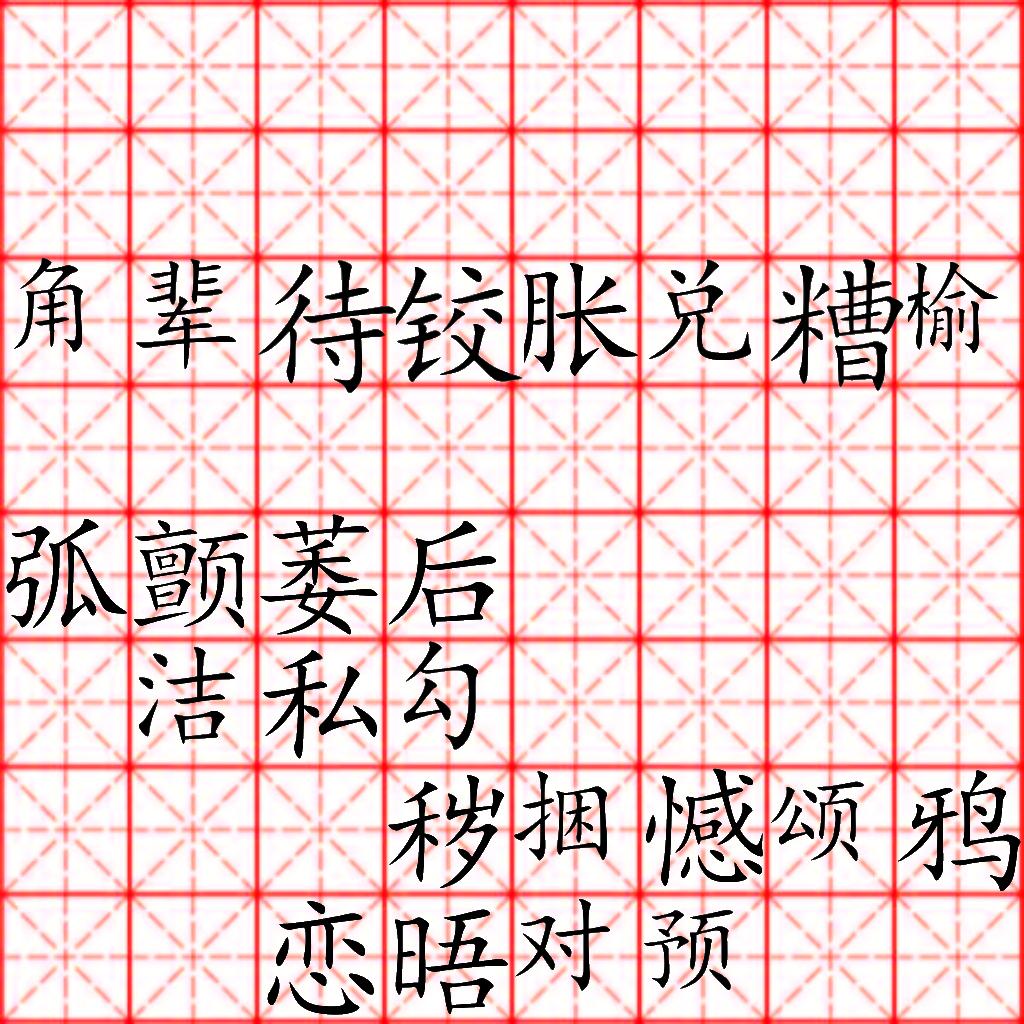 角辈待铰胀兑糟榆
弧颤萎后
洁私勾
秽捆憾颂鸦
恋晤对预